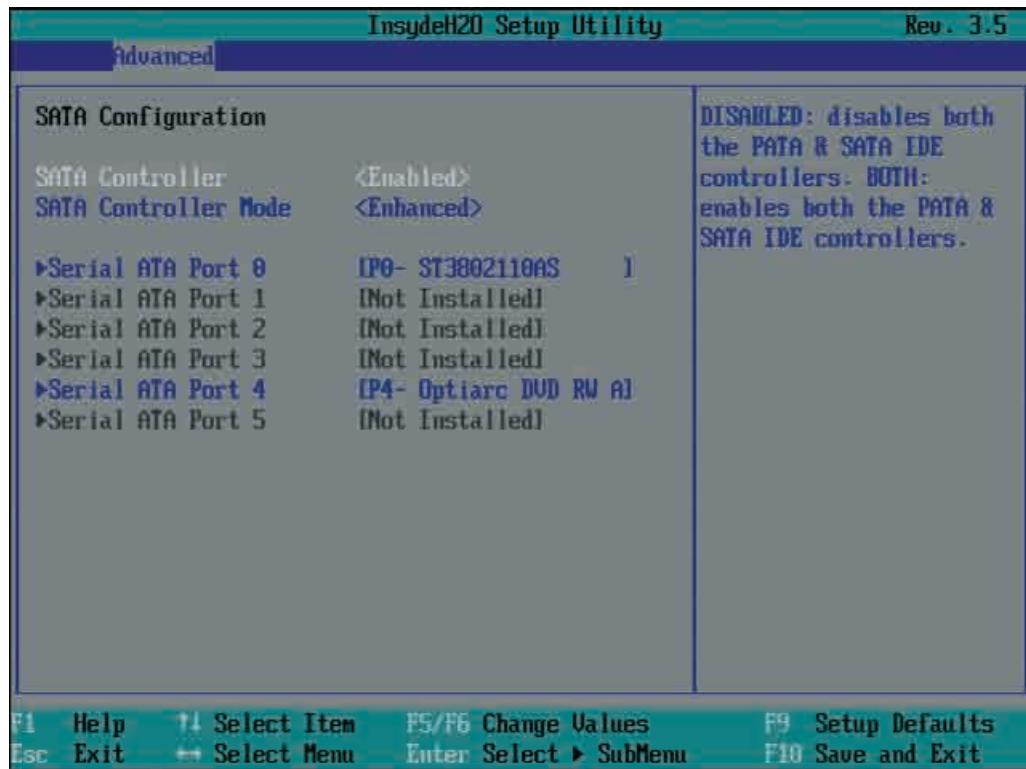 InsydeH2O Setup Utility Rev. 3.5
Advanced
SATA Configuration
SATA Controller <Enabled>
SATA Controller Mode <Enhanced>
▶Serial ATA Port 0 [P0- ST3802110AS ]
▶Serial ATA Port 1 [Not Installed]
▶Serial ATA Port 2 [Not Installed]
▶Serial ATA Port 3 [Not Installed]
▶Serial ATA Port 4 [P4- Optiarc DVD RW A]
▶Serial ATA Port 5 [Not Installed]
DISABLED: disables both
the PATA & SATA IDE
controllers. BOTH:
enables both the PATA &
SATA IDE controllers.
F1 Help ↑↓ Select Item F5/F6 Change Values F9 Setup Defaults
Esc Exit ↔ Select Menu Enter Select ▶ SubMenu F10 Save and Exit